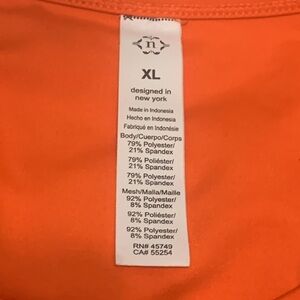 n
XL
designed in
new york
Made in Indonesia
Hecho en Indonesia
Fabriqué en Indonésie
Body/Cuerpo/Corps
79% Polyester/
21% Spandex
79% Poliéster/
21% Spandex
79% Polyester/
21% Spandex
Mesh/Malla/Maille
92% Polyester/
8% Spandex
92% Poliéster/
8% Spandex
92% Polyester/
8% Spandex
RN# 45749
CA# 55254